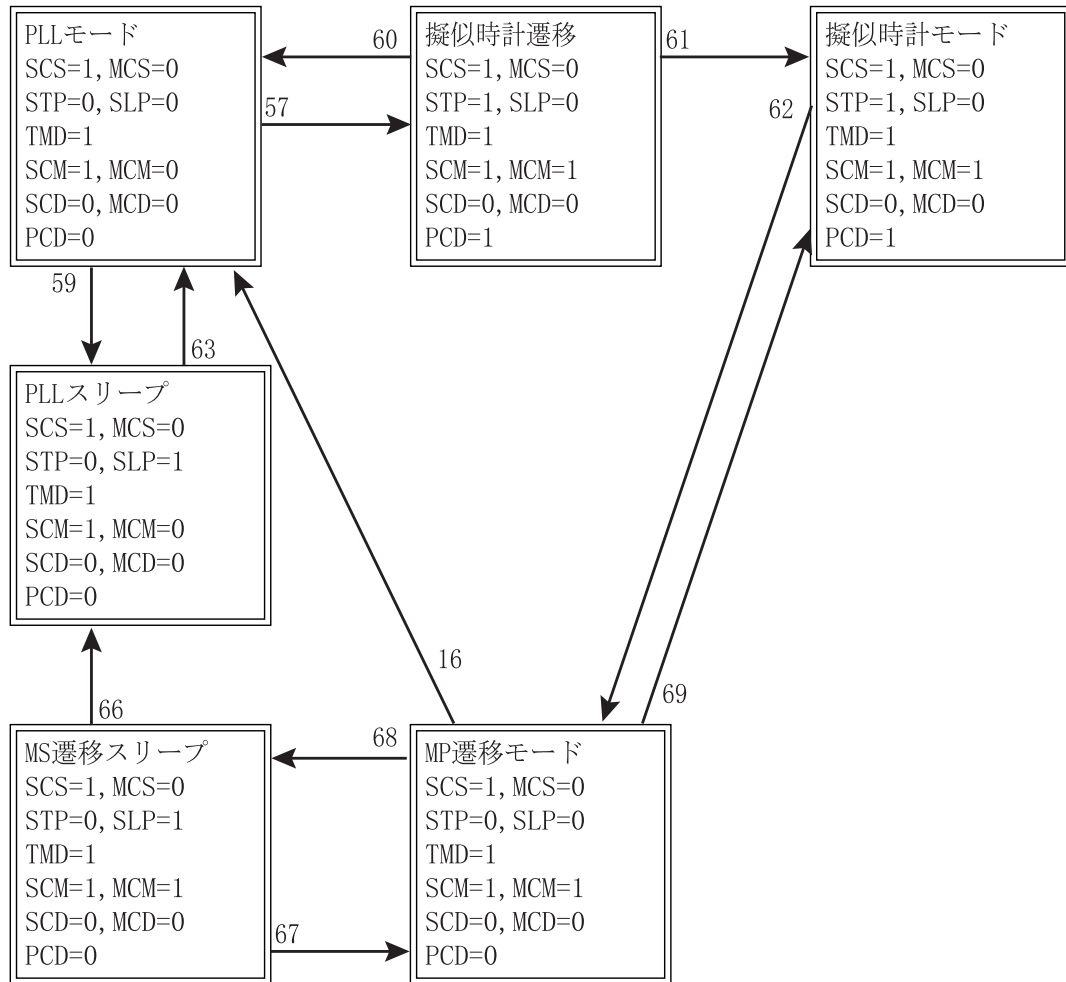 PLLモード
SCS=1, MCS=0
STP=0, SLP=0
TMD=1
SCM=1, MCM=0
SCD=0, MCD=0
PCD=0
60
57
擬似時計遷移
SCS=1, MCS=0
STP=1, SLP=0
TMD=1
SCM=1, MCM=1
SCD=0, MCD=0
PCD=1
61
擬似時計モード
SCS=1, MCS=0
STP=1, SLP=0
TMD=1
SCM=1, MCM=1
SCD=0, MCD=0
PCD=1
62
59
63
PLLスリープ
SCS=1, MCS=0
STP=0, SLP=1
TMD=1
SCM=1, MCM=0
SCD=0, MCD=0
PCD=0
16
69
66
MS遷移スリープ
SCS=1, MCS=0
STP=0, SLP=1
TMD=1
SCM=1, MCM=1
SCD=0, MCD=0
PCD=0
68
67
MP遷移モード
SCS=1, MCS=0
STP=0, SLP=0
TMD=1
SCM=1, MCM=1
SCD=0, MCD=0
PCD=0